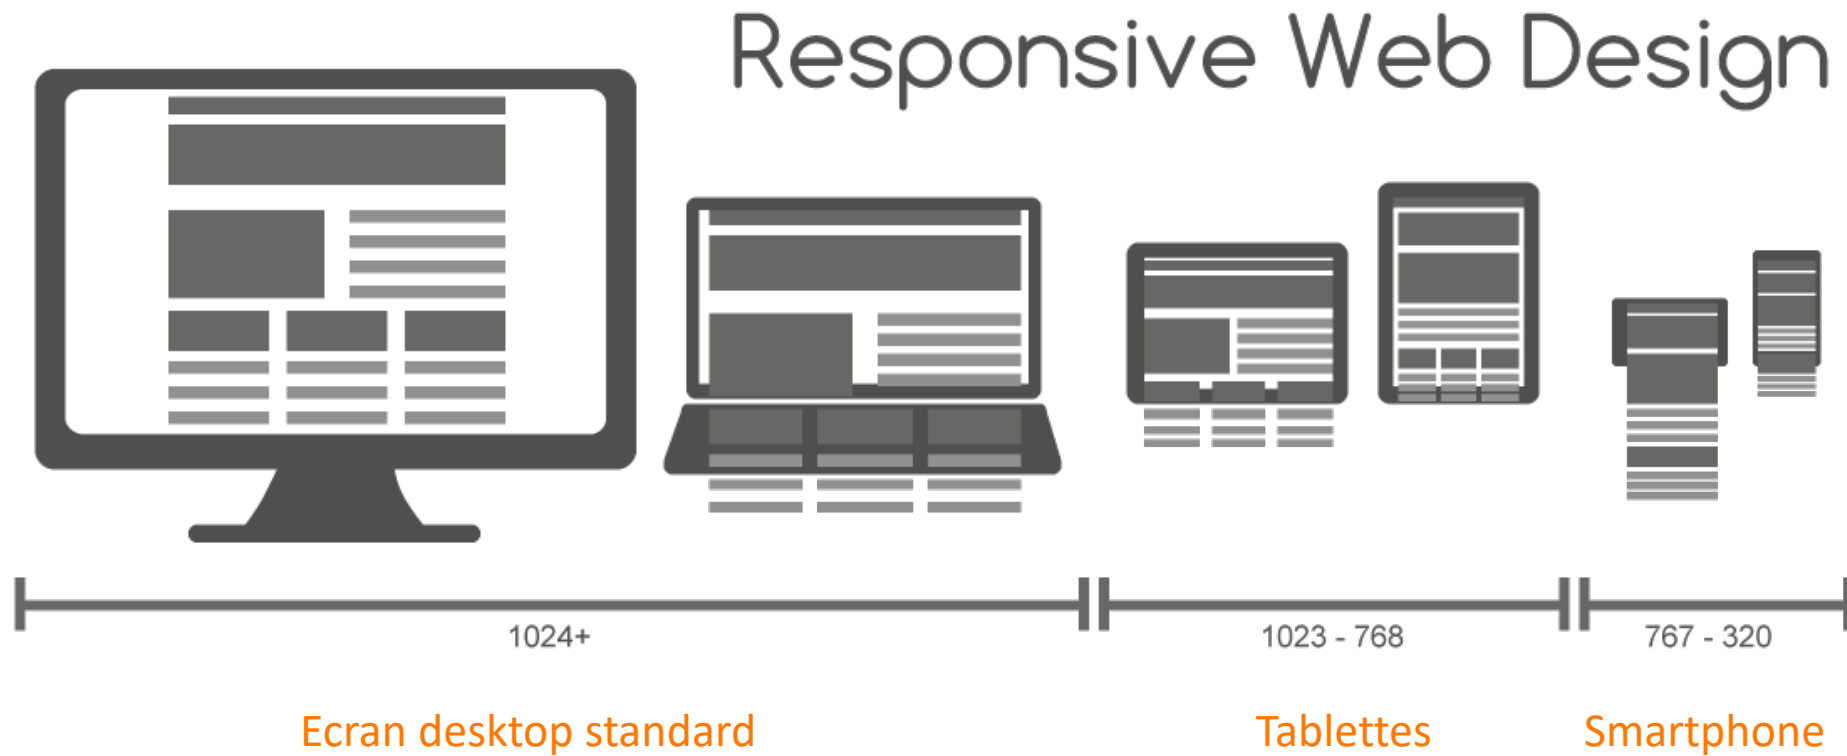 Responsive Web Design
1024+
1023 - 768
767 - 320
Ecran desktop standard
Tablettes
Smartphone